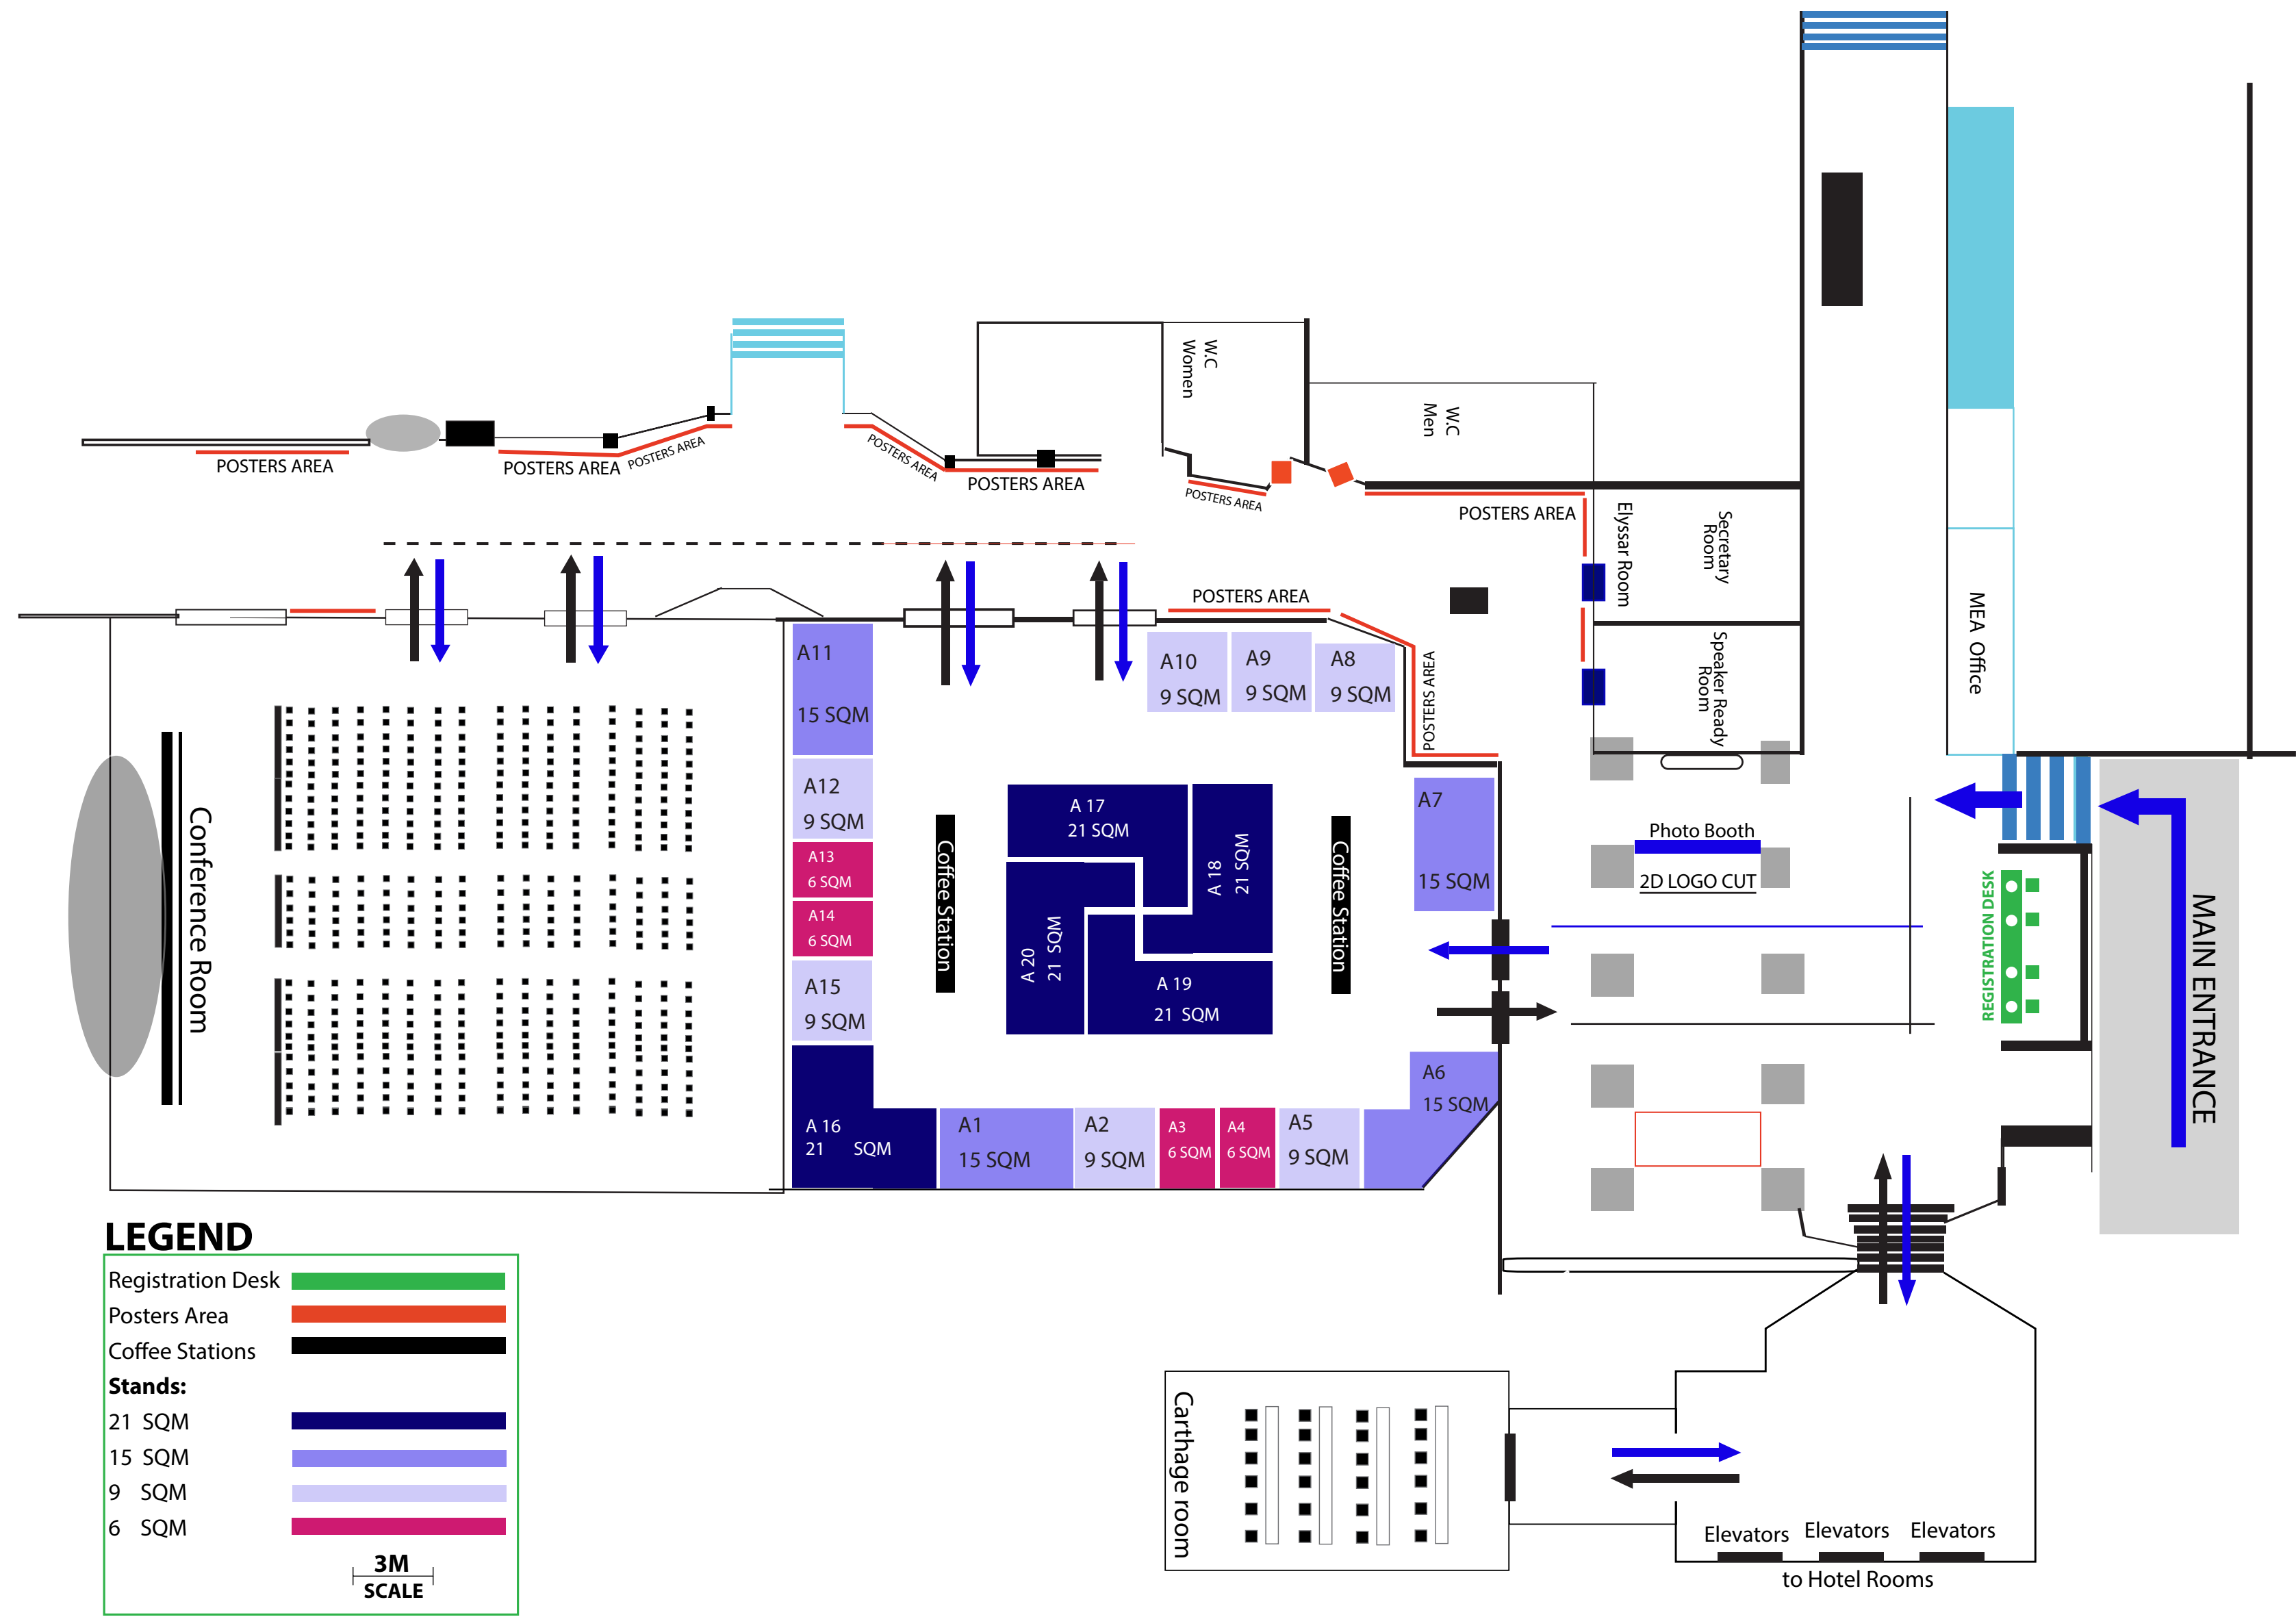 W.C
Women
W.C
Men
POSTERS AREA
POSTERS AREA
POSTERS AREA
POSTERS AREA
POSTERS AREA
POSTERS AREA
POSTERS AREA
Elyssar Room
Secretary
Room
Speaker Ready
Room
MEA Office
POSTERS AREA
POSTERS AREA
A11
15 SQM
A10
9 SQM
A9
9 SQM
A8
9 SQM
A12
9 SQM
A13
6 SQM
A14
6 SQM
A15
9 SQM
A 16
21 SQM
A 17
21 SQM
A 18
21 SQM
A 20
21 SQM
A 19
21 SQM
A7
15 SQM
A6
15 SQM
A1
15 SQM
A2
9 SQM
A3
6 SQM
A4
6 SQM
A5
9 SQM
Coffee Station
Coffee Station
Conference Room
Photo Booth
2D LOGO CUT
REGISTRATION DESK
MAIN ENTRANCE
LEGEND
Registration Desk
Posters Area
Coffee Stations
Stands:
21 SQM
15 SQM
9 SQM
6 SQM
3M
SCALE
Carthage room
Elevators
Elevators
Elevators
to Hotel Rooms